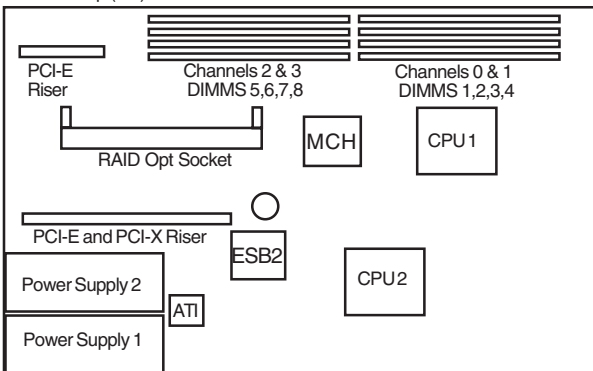 PCI-E
Riser
Channels 2 & 3
DIMMS 5,6,7,8
Channels 0 & 1
DIMMS 1,2,3,4
RAID Opt Socket
MCH
CPU1
PCI-E and PCI-X Riser
ESB2
CPU2
Power Supply 2
ATI
Power Supply 1